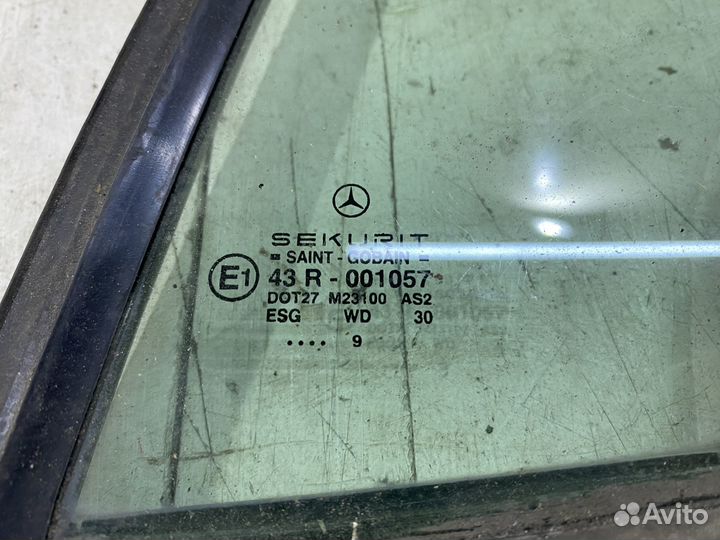 SEKURIT
SAINT - GOBAIN
E1 43 R - 001057
DOT27 M23100 AS2
ESG WD 30
.... 9
Avito